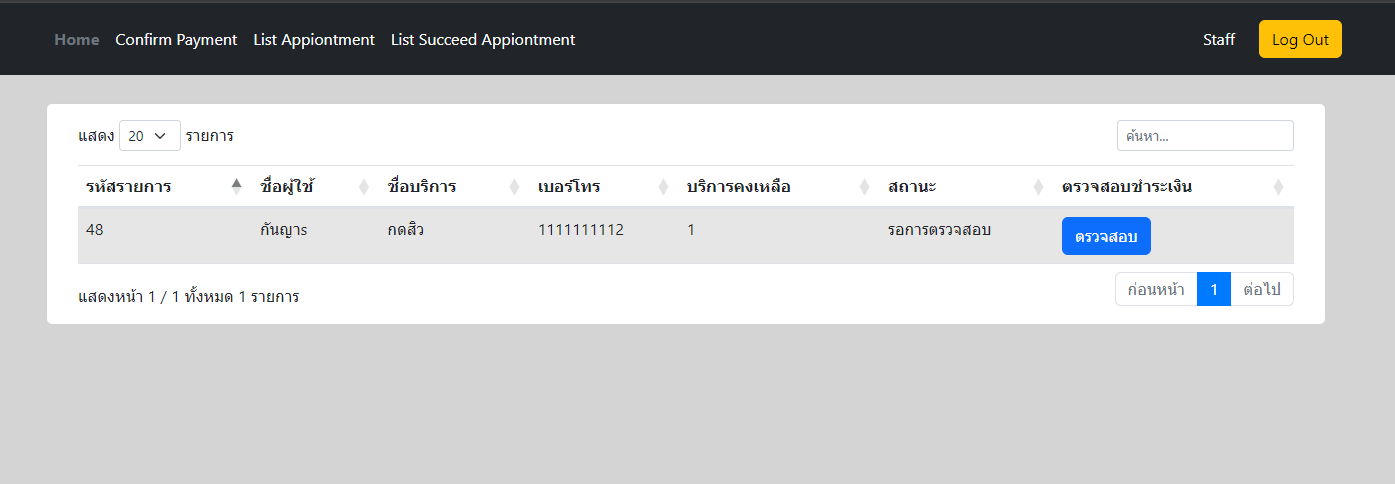 Home Confirm Payment List Appiontment List Succeed Appiontment Staff Log Out
แสดง 20 รายการ ค้นหา...
รหัสรายการ ชื่อผู้ใช้ ชื่อบริการ เบอร์โทร บริการคงเหลือ สถานะ ตรวจสอบชำระเงิน
48 กันญาร กดสิว 1111111112 1 รอการตรวจสอบ ตรวจสอบ
แสดงหน้า 1 / 1 ทั้งหมด 1 รายการ ก่อนหน้า 1 ต่อไป